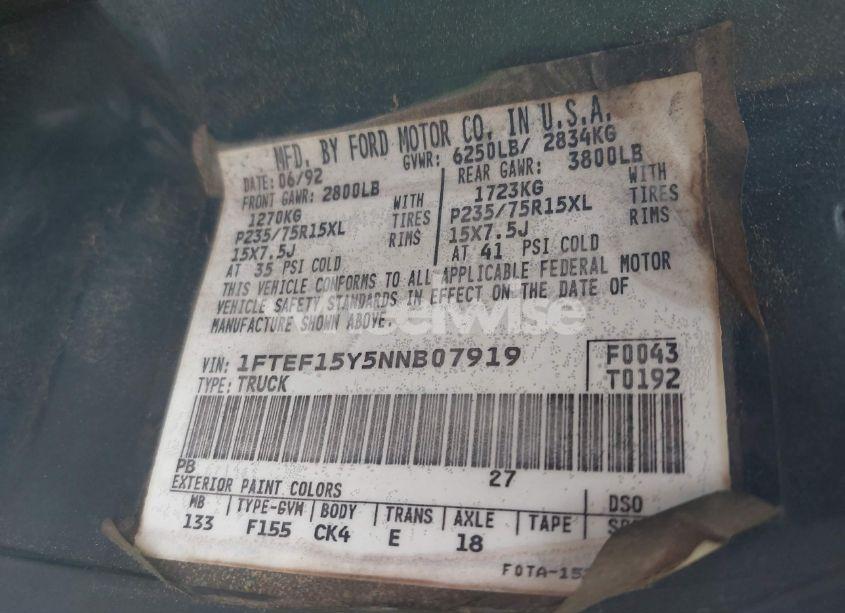 MFD. BY FORD MOTOR CO. IN U.S.A.
DATE: 06/92 GVWR: 6250LB/ 2834KG
FRONT GAWR: 2800LB REAR GAWR: 3800LB
1270KG WITH 1723KG WITH
P235/75R15XL TIRES P235/75R15XL TIRES
15X7.5J RIMS 15X7.5J RIMS
AT 35 PSI COLD AT 41 PSI COLD
THIS VEHICLE CONFORMS TO ALL APPLICABLE FEDERAL MOTOR
VEHICLE SAFETY STANDARDS IN EFFECT ON THE DATE OF
MANUFACTURE SHOWN ABOVE.
VIN: 1FTEF15Y5NNB07919 F0043
TYPE: TRUCK T0192
PB 27
EXTERIOR PAINT COLORS DSO
WB TYPE-GVM BODY TRANS AXLE TAPE
133 F155 CK4 E 18